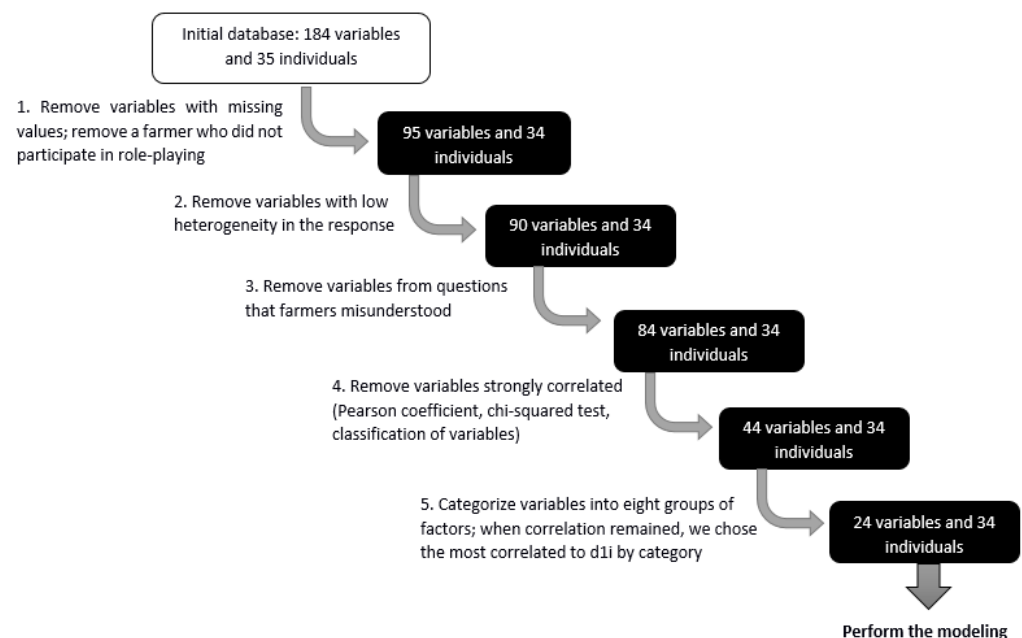 Initial database: 184 variables
and 35 individuals
1. Remove variables with missing
values; remove a farmer who did not
participate in role-playing
95 variables and 34
individuals
2. Remove variables with low
heterogeneity in the response
90 variables and 34
individuals
3. Remove variables from questions
that farmers misunderstood
84 variables and 34
individuals
4. Remove variables strongly correlated
(Pearson coefficient, chi-squared test,
classification of variables)
44 variables and 34
individuals
5. Categorize variables into eight groups of
factors; when correlation remained, we chose
the most correlated to d1i by category
24 variables and 34
individuals
Perform the modeling